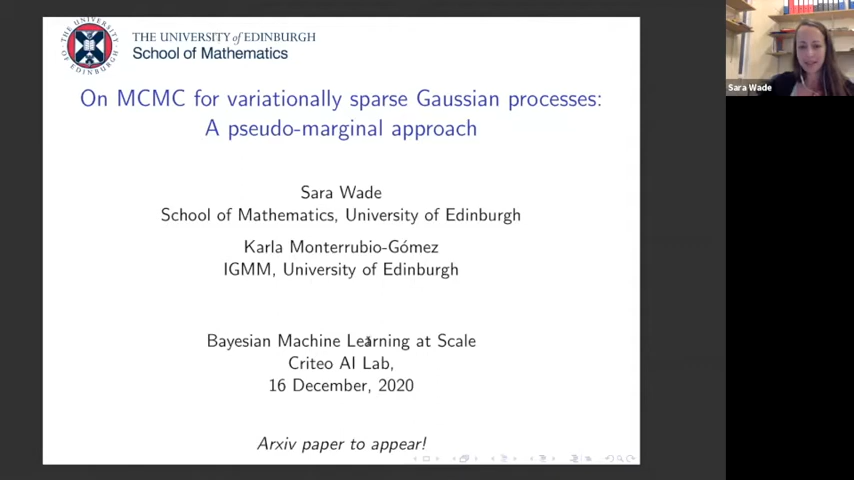 THE UNIVERSITY of EDINBURGH
School of Mathematics
On MCMC for variationally sparse Gaussian processes:
A pseudo-marginal approach
Sara Wade
School of Mathematics, University of Edinburgh
Karla Monterrubio-Gómez
IGMM, University of Edinburgh
Bayesian Machine Learning at Scale
Criteo AI Lab,
16 December, 2020
Arxiv paper to appear!
Sara Wade